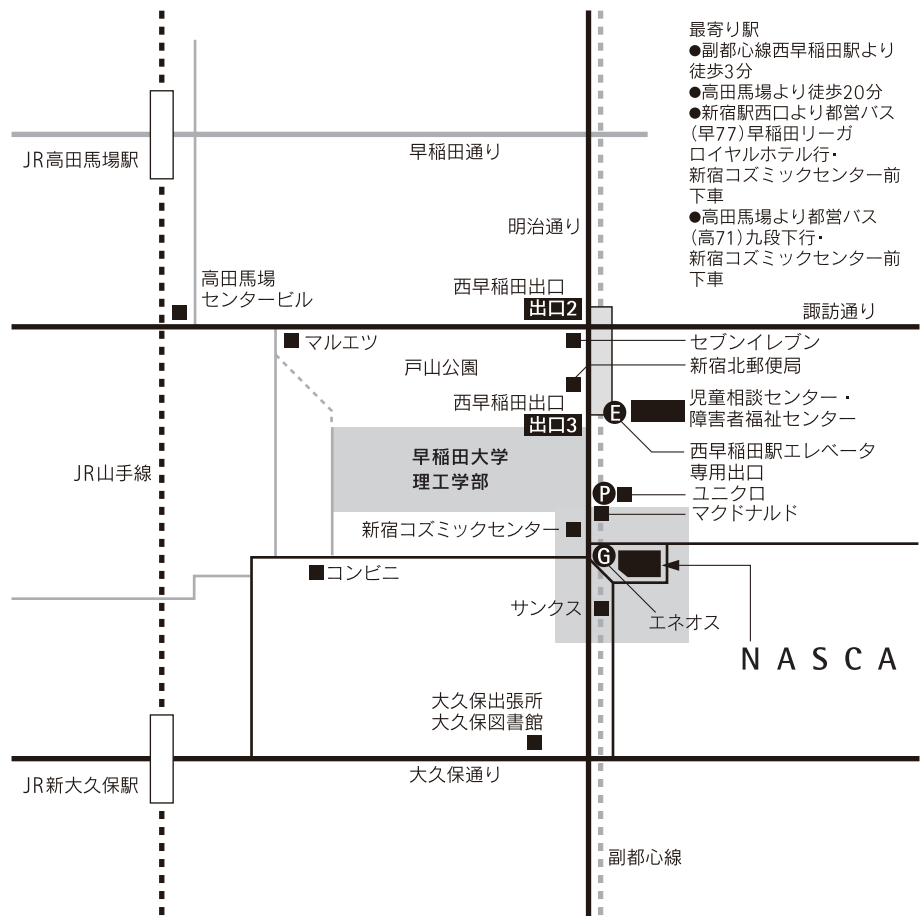 最寄り駅
●副都心線西早稲田駅より
徒歩3分
●高田馬場より徒歩20分
●新宿駅西口より都営バス
(早77)早稲田リーガ
ロイヤルホテル行・
新宿コズミックセンター前
下車
●高田馬場より都営バス
(高71)九段下行・
新宿コズミックセンター前
下車
JR高田馬場駅
早稲田通り
明治通り
高田馬場
センタービル
西早稲田出口
出口2
諏訪通り
マルエツ
セブンイレブン
戸山公園
新宿北郵便局
西早稲田出口
出口3
E
児童相談センター・
障害者福祉センター
早稲田大学
理工学部
西早稲田駅エレベータ
専用出口
JR山手線
P
ユニクロ
マクドナルド
新宿コズミックセンター
G
コンビニ
サンクス
エネオス
NASCA
大久保出張所
大久保図書館
JR新大久保駅
大久保通り
副都心線